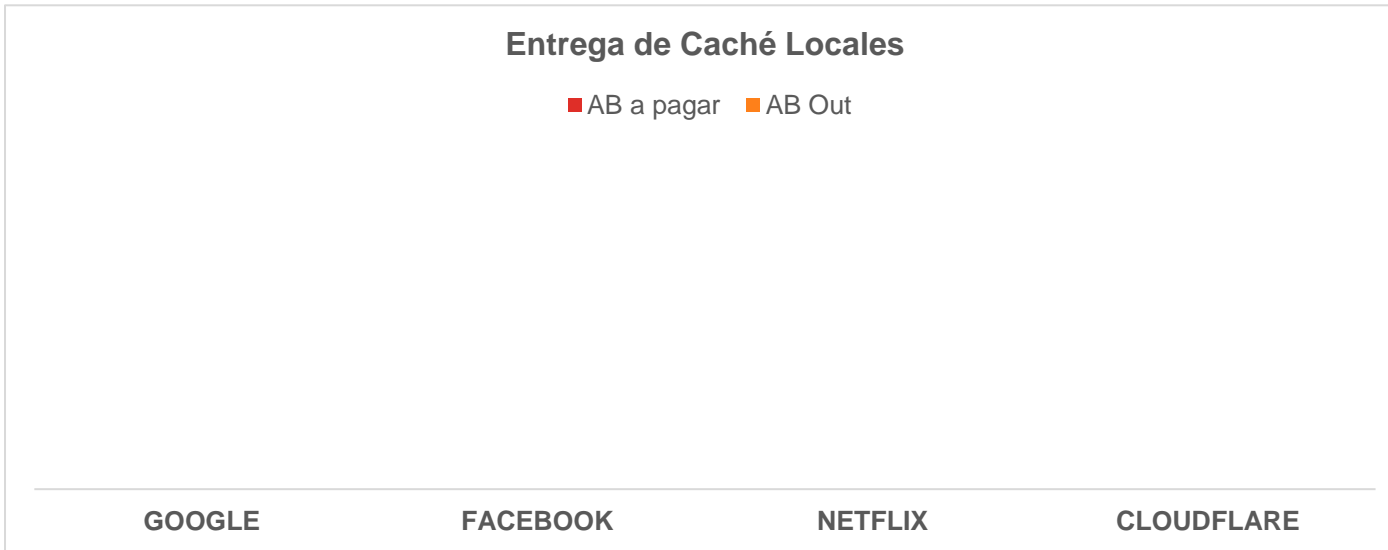 Entrega de Caché Locales
AB a pagar AB Out
GOOGLE FACEBOOK NETFLIX CLOUDFLARE